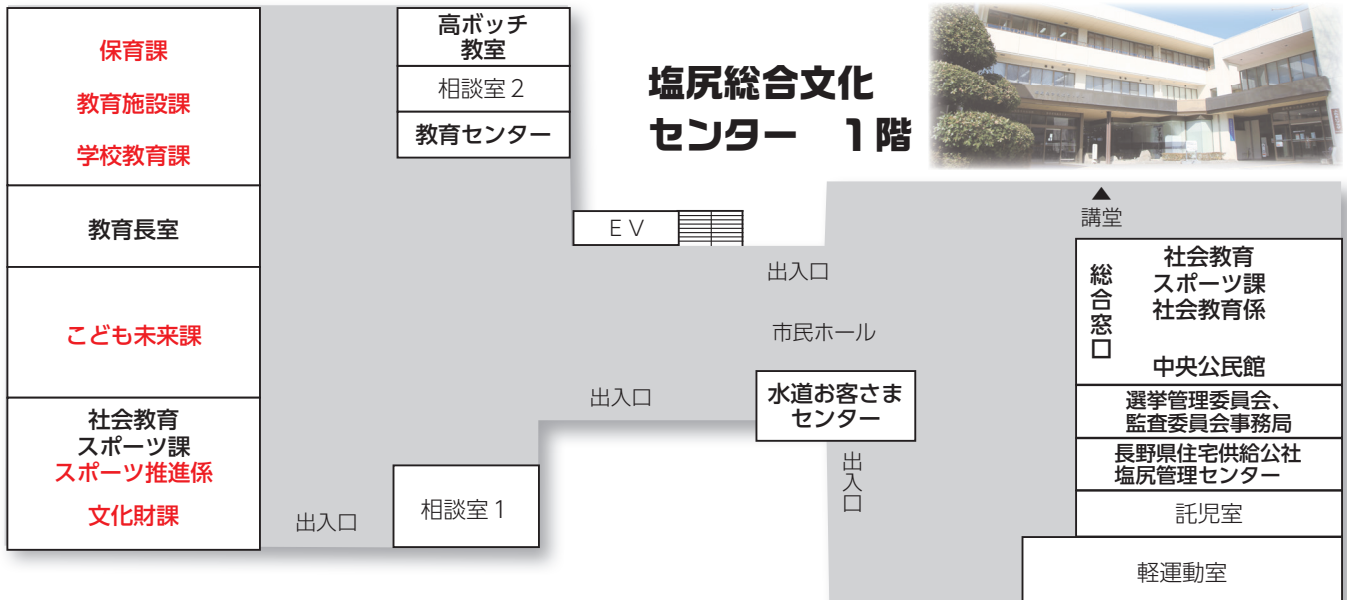 塩尻総合文化
センター　１階
保育課
教育施設課
学校教育課
教育長室
こども未来課
社会教育
スポーツ課
スポーツ推進係
文化財課
高ボッチ
教室
相談室２
教育センター
ＥＶ
出入口
市民ホール
出入口
水道お客さま
センター
出入口
相談室１
出入口
▲
講堂
総合窓口
社会教育
スポーツ課
社会教育係
中央公民館
選挙管理委員会、
監査委員会事務局
長野県住宅供給公社
塩尻管理センター
託児室
軽運動室